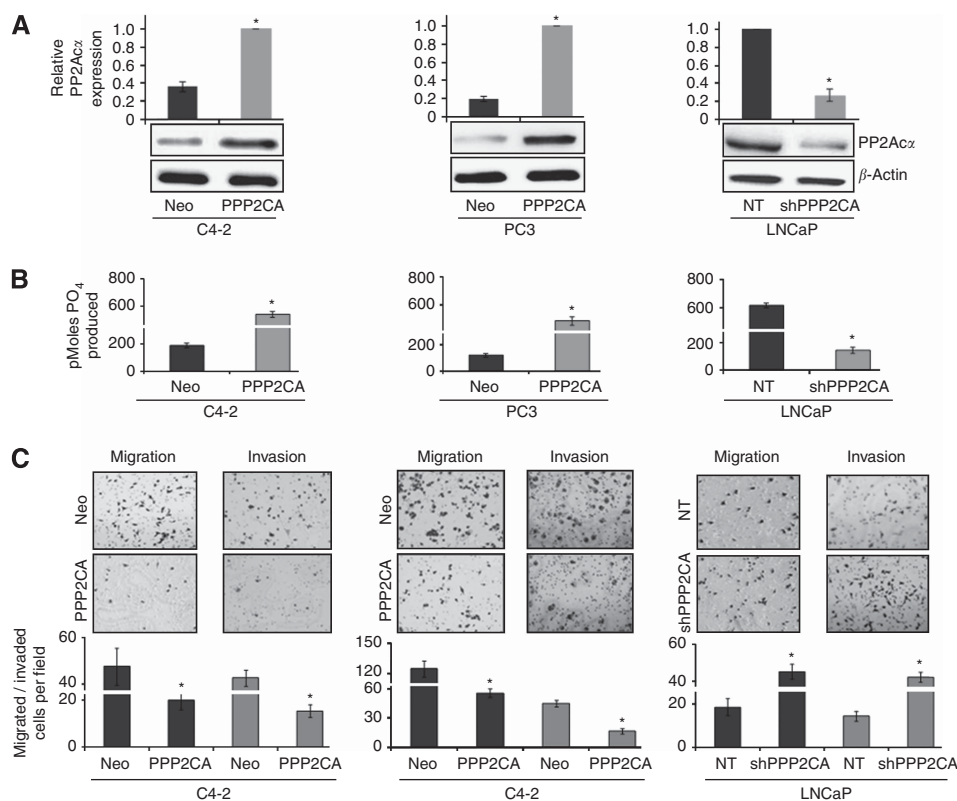 A
Relative
PP2Acα
expression
1.0
0.8
0.6
0.4
0.2
0
*
1.0
0.8
0.6
0.4
0.2
0
*
1.0
0.8
0.6
0.4
0.2
0
*
PP2Acα
β-Actin
Neo PPP2CA
C4-2
Neo PPP2CA
PC3
NT shPPP2CA
LNCaP
B
pMoles PO4
produced
800
600
200
0
*
800
600
200
0
*
800
600
200
0
*
Neo PPP2CA
C4-2
Neo PPP2CA
PC3
NT shPPP2CA
LNCaP
C
Migration Invasion
Neo
PPP2CA
Migration Invasion
Neo
PPP2CA
Migration Invasion
NT
shPPP2CA
Migrated / invaded
cells per field
60
40
20
0
* *
150
120
60
30
0
* *
60
40
20
0
* *
Neo PPP2CA Neo PPP2CA
C4-2
Neo PPP2CA Neo PPP2CA
C4-2
NT shPPP2CA NT shPPP2CA
LNCaP